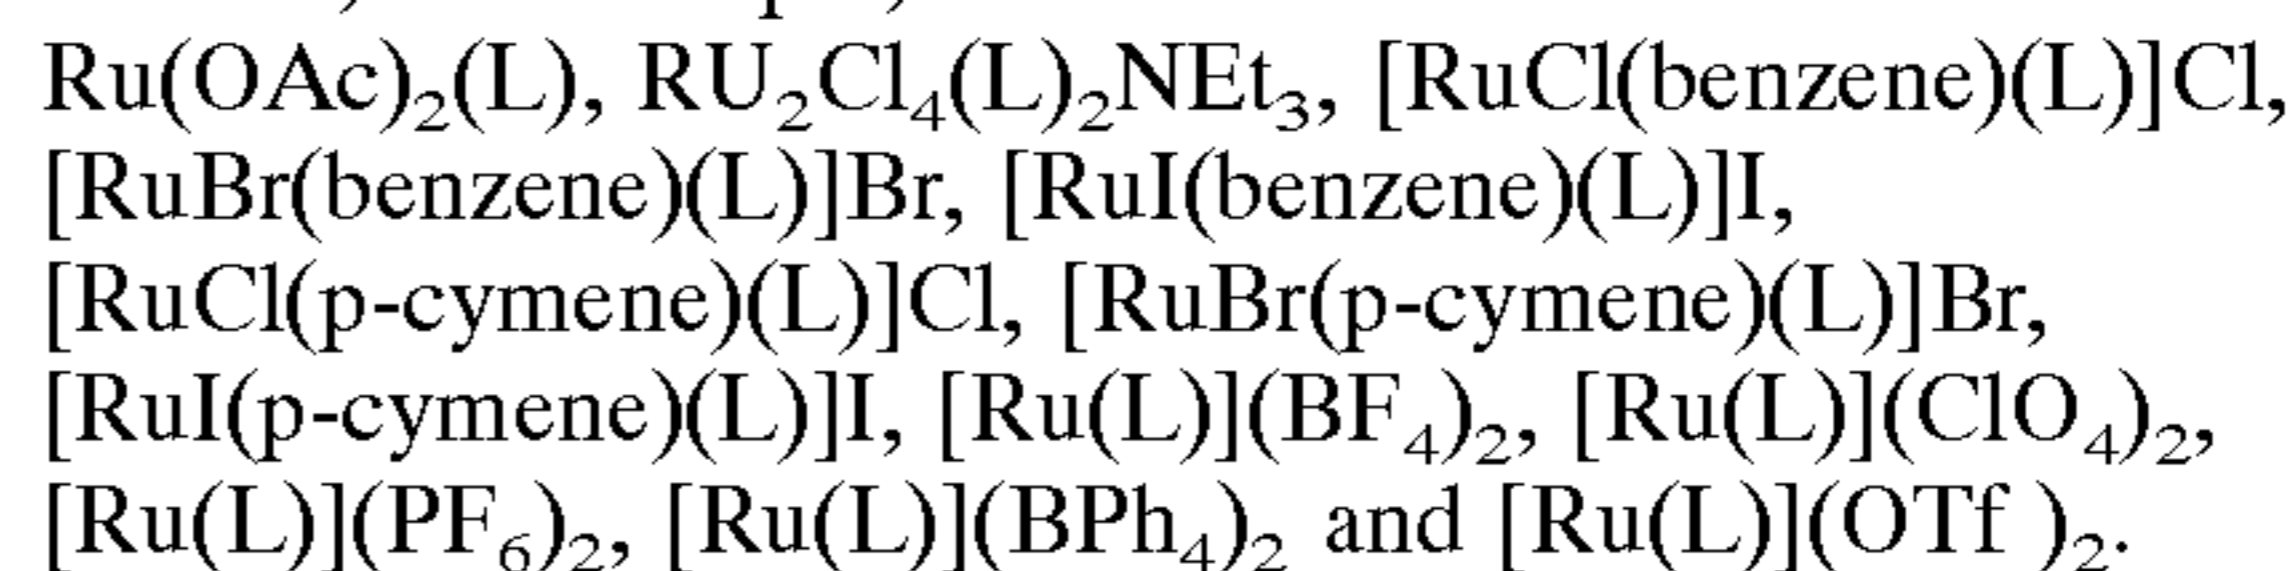 Ru(OAc)₂(L), RU₂Cl₄(L)₂NEt₃, [RuCl(benzene)(L)]Cl,
[RuBr(benzene)(L)]Br, [RuI(benzene)(L)]I,
[RuCl(p-cymene)(L)]Cl, [RuBr(p-cymene)(L)]Br,
[RuI(p-cymene)(L)]I, [Ru(L)](BF₄)₂, [Ru(L)](ClO₄)₂,
[Ru(L)](PF₆)₂, [Ru(L)](BPh₄)₂ and [Ru(L)](OTf )₂.